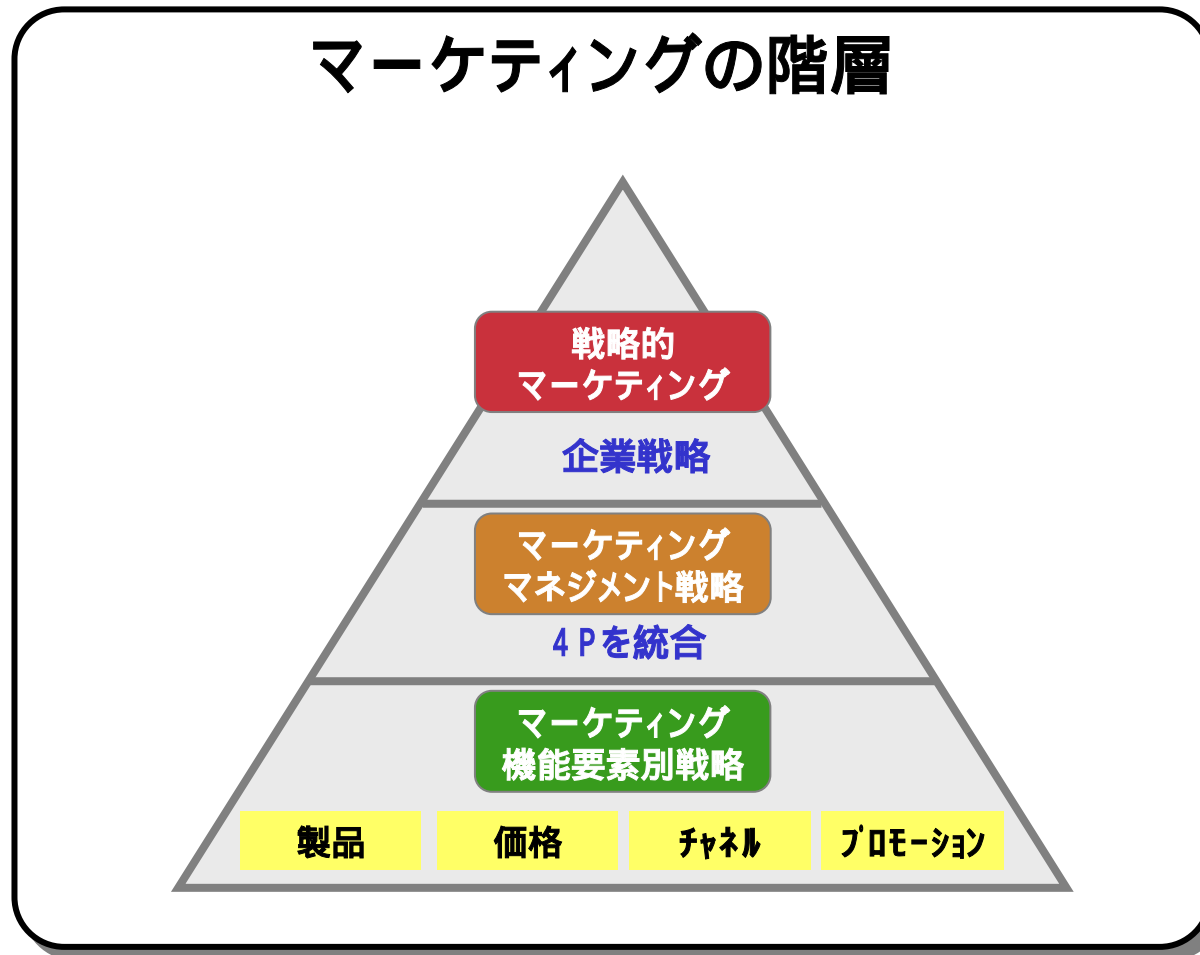 マーケティングの階層
戦略的
マーケティング
企業戦略
マーケティング
マネジメント戦略
4Pを統合
マーケティング
機能要素別戦略
製品
価格
ﾁｬﾈﾙ
ﾌﾟﾛﾓｰｼｮﾝ